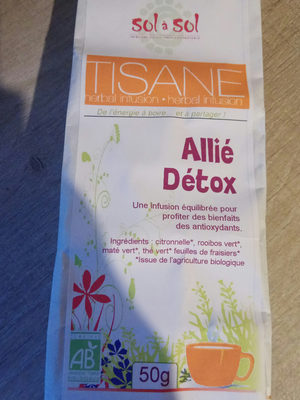 sol à sol
TISANE
herbal infusion • herbal infusion
De l'énergie à boire... et à partager !
Allié
Détox
Une infusion équilibrée pour
profiter des bienfaits
des antioxydants.
Ingrédients : citronnelle*, rooibos vert*,
maté vert*, thé vert* feuilles de fraisiers*
*Issue de l'agriculture biologique
AB
50g